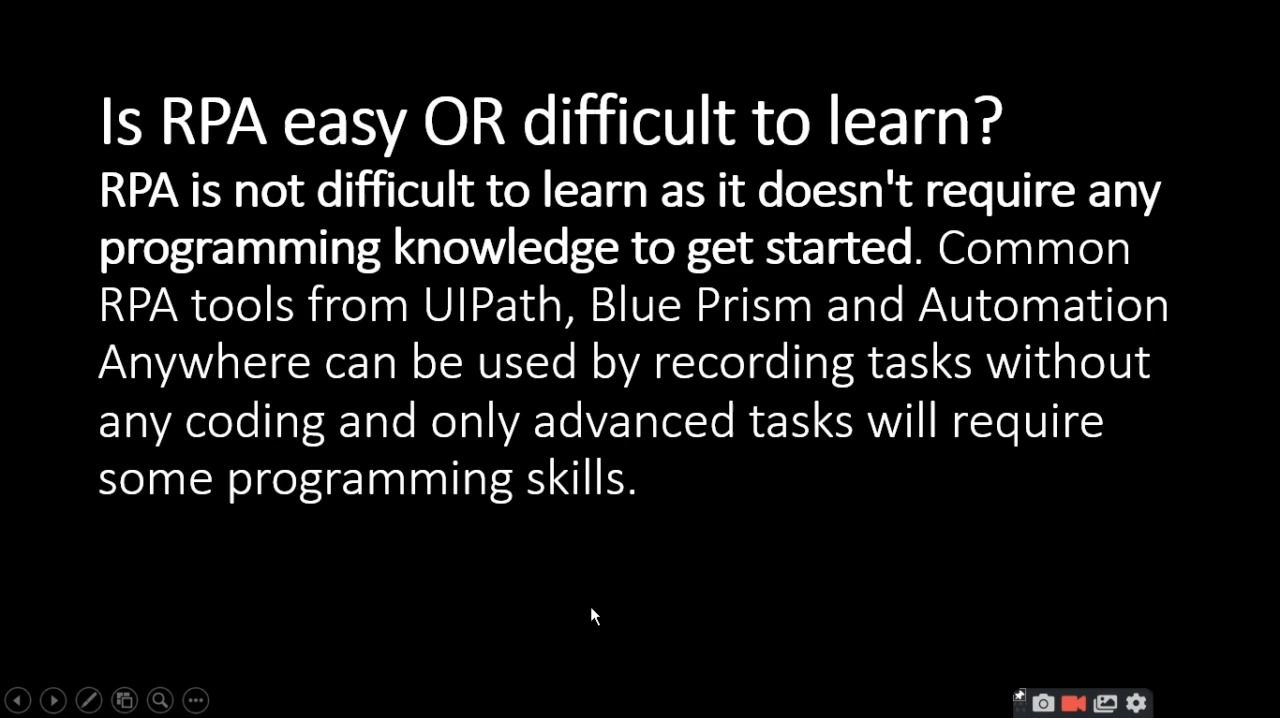 Is RPA easy OR difficult to learn?
RPA is not difficult to learn as it doesn't require any
programming knowledge to get started. Common
RPA tools from UIPath, Blue Prism and Automation
Anywhere can be used by recording tasks without
any coding and only advanced tasks will require
some programming skills.